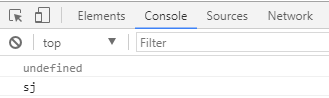 Elements Console Sources Network
top Filter
undefined
sj